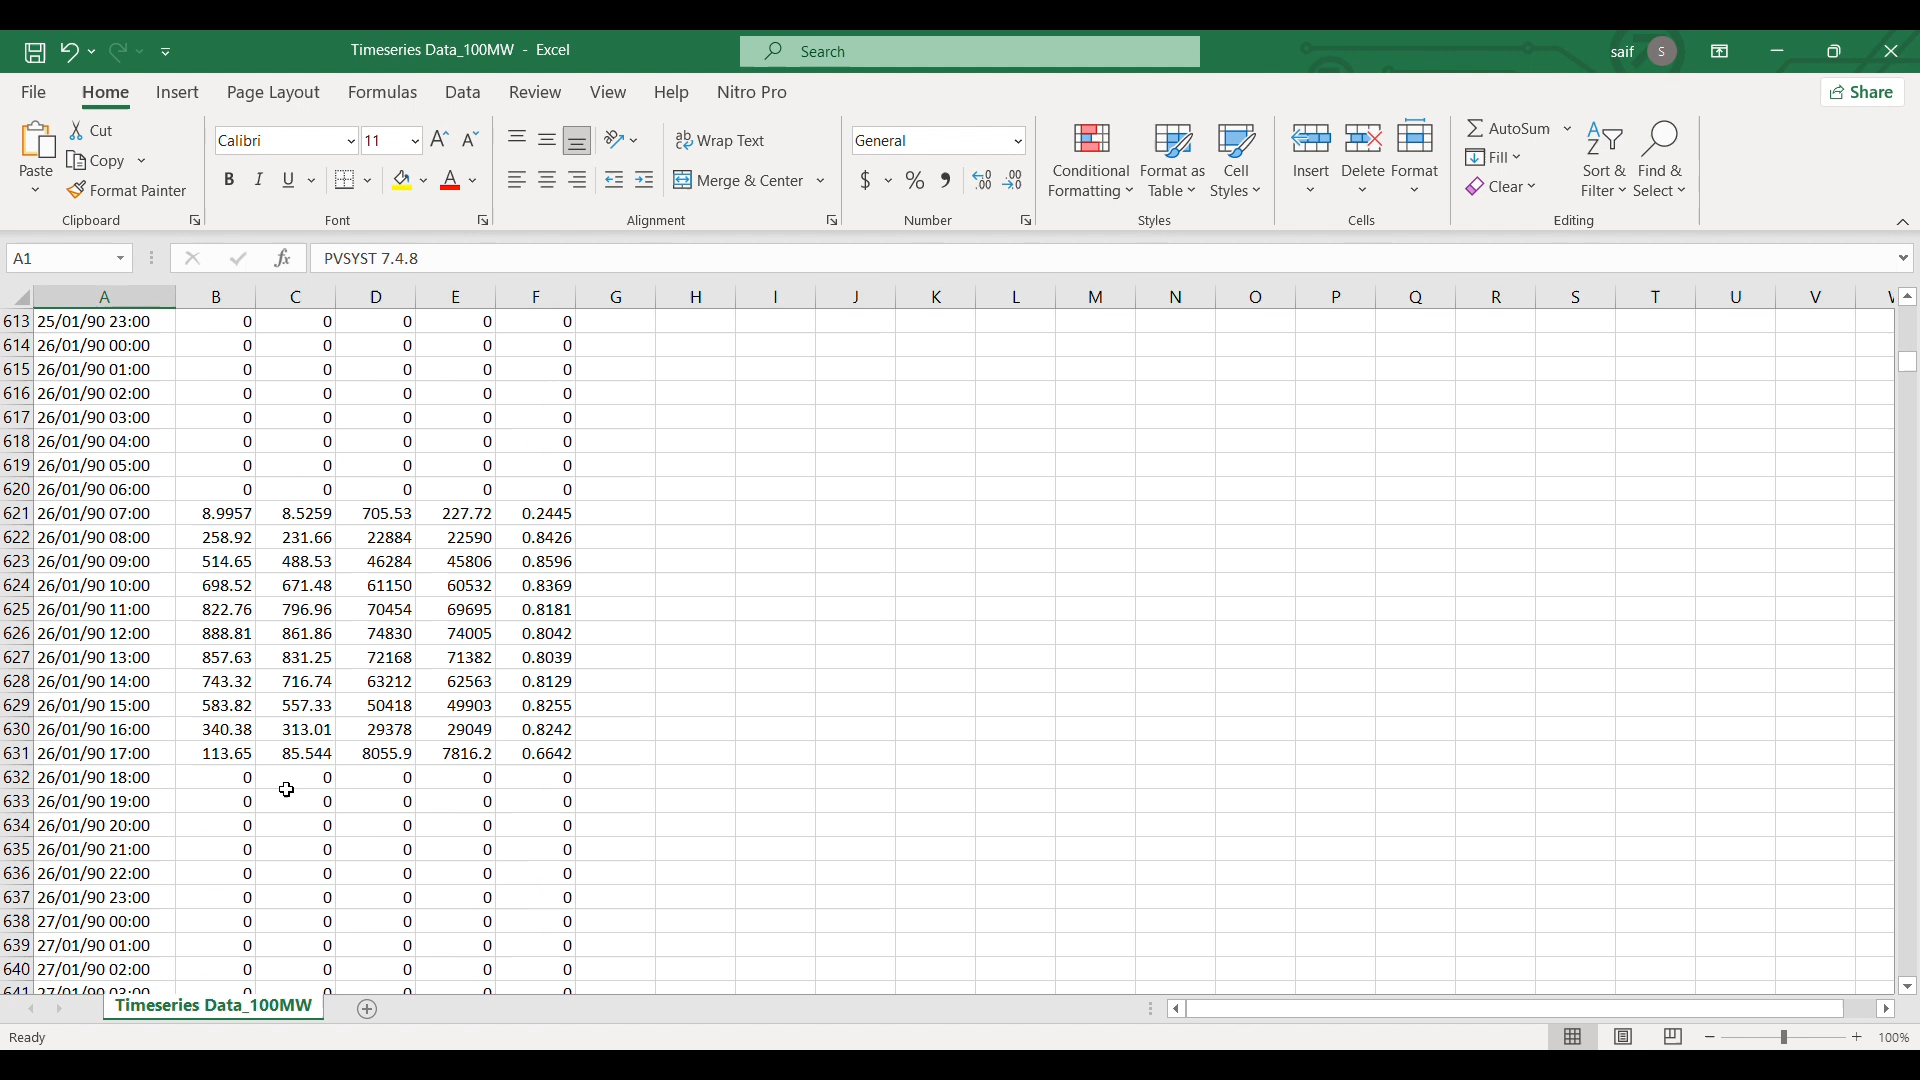 Timeseries Data_100MW - Excel
Search
saif
S
File Home Insert Page Layout Formulas Data Review View Help Nitro Pro
Share
Paste
Cut
Copy
Format Painter
Clipboard
Calibri 11
B I U
Font
Wrap Text
Merge & Center
Alignment
General
$ % ,
Number
Conditional Formatting
Format as Table
Cell Styles
Styles
Insert Delete Format
Cells
AutoSum
Fill
Clear
Sort & Filter
Find & Select
Editing
A1 fx PVSYST 7.4.8
A B C D E F G H I J K L M N O P Q R S T U V
613 25/01/90 23:00 0 0 0 0 0
614 26/01/90 00:00 0 0 0 0 0
615 26/01/90 01:00 0 0 0 0 0
616 26/01/90 02:00 0 0 0 0 0
617 26/01/90 03:00 0 0 0 0 0
618 26/01/90 04:00 0 0 0 0 0
619 26/01/90 05:00 0 0 0 0 0
620 26/01/90 06:00 0 0 0 0 0
621 26/01/90 07:00 8.9957 8.5259 705.53 227.72 0.2445
622 26/01/90 08:00 258.92 231.66 22884 22590 0.8426
623 26/01/90 09:00 514.65 488.53 46284 45806 0.8596
624 26/01/90 10:00 698.52 671.48 61150 60532 0.8369
625 26/01/90 11:00 822.76 796.96 70454 69695 0.8181
626 26/01/90 12:00 888.81 861.86 74830 74005 0.8042
627 26/01/90 13:00 857.63 831.25 72168 71382 0.8039
628 26/01/90 14:00 743.32 716.74 63212 62563 0.8129
629 26/01/90 15:00 583.82 557.33 50418 49903 0.8255
630 26/01/90 16:00 340.38 313.01 29378 29049 0.8242
631 26/01/90 17:00 113.65 85.544 8055.9 7816.2 0.6642
632 26/01/90 18:00 0 0 0 0 0
633 26/01/90 19:00 0 0 0 0 0
634 26/01/90 20:00 0 0 0 0 0
635 26/01/90 21:00 0 0 0 0 0
636 26/01/90 22:00 0 0 0 0 0
637 26/01/90 23:00 0 0 0 0 0
638 27/01/90 00:00 0 0 0 0 0
639 27/01/90 01:00 0 0 0 0 0
640 27/01/90 02:00 0 0 0 0 0
641 27/01/90 03:00 0 0 0 0 0
Timeseries Data_100MW
Ready
100%